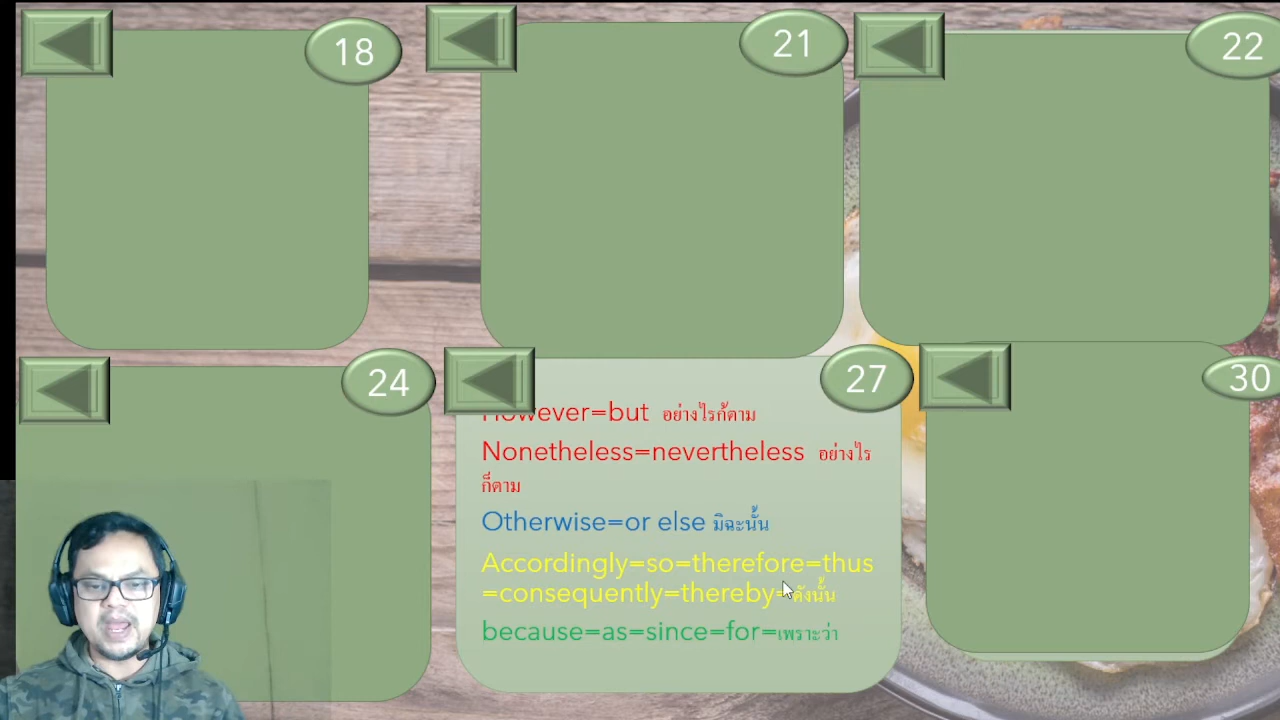 18
21
22
24
27
30
However=but อย่างไรก้ตาม
Nonetheless=nevertheless อย่างไร
ก็ตาม
Otherwise=or else มิฉะนั้น
Accordingly=so=therefore=thus
=consequently=thereby=ดังนั้น
because=as=since=for=เพราะว่า